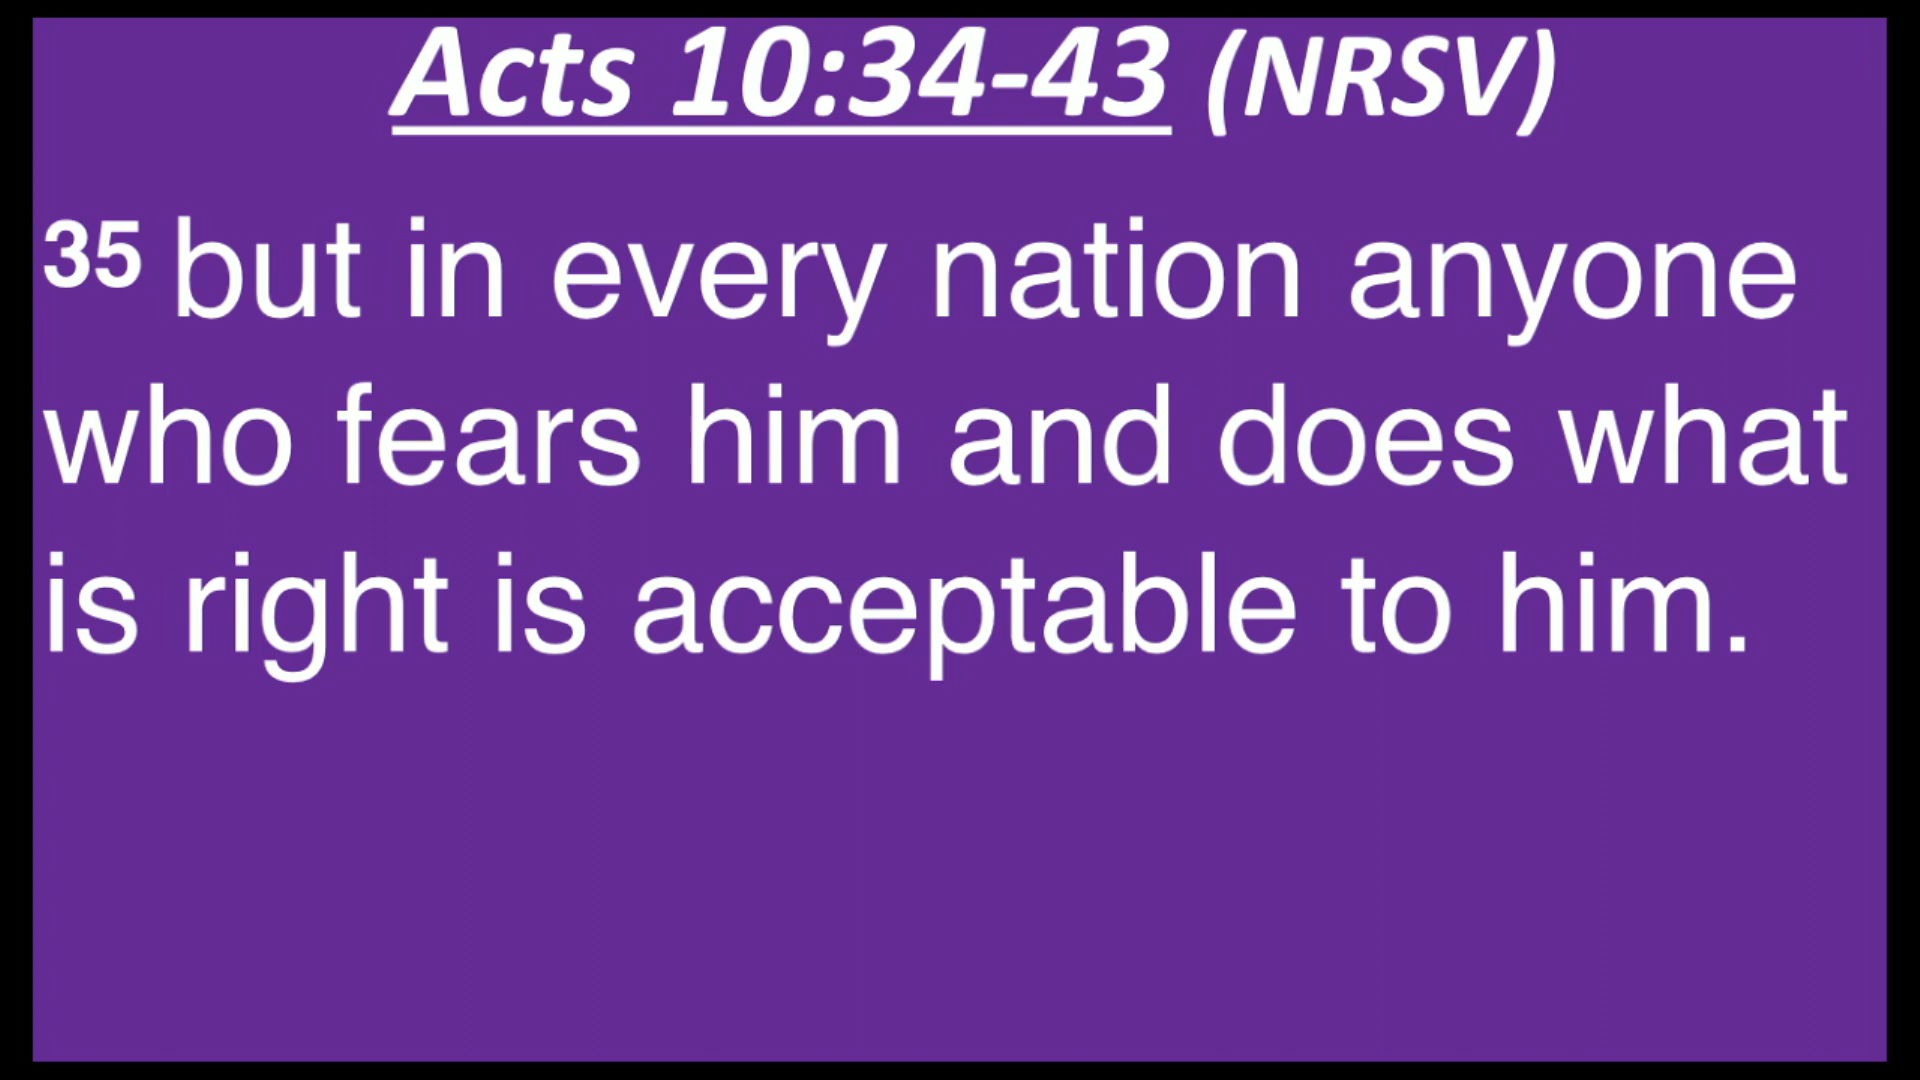 Acts 10:34-43 (NRSV)
35 but in every nation anyone
who fears him and does what
is right is acceptable to him.